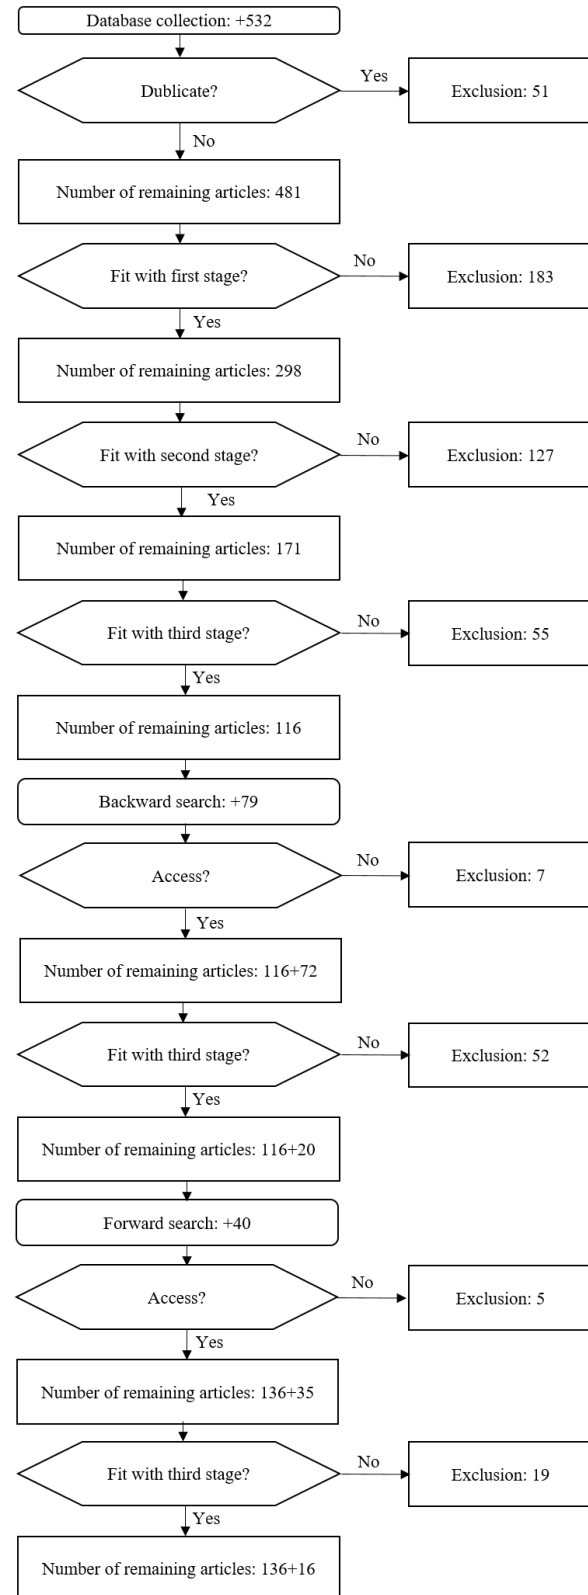 Database collection: +532
Dublicate?
Yes
Exclusion: 51
No
Number of remaining articles: 481
Fit with first stage?
No
Exclusion: 183
Yes
Number of remaining articles: 298
Fit with second stage?
No
Exclusion: 127
Yes
Number of remaining articles: 171
Fit with third stage?
No
Exclusion: 55
Yes
Number of remaining articles: 116
Backward search: +79
Access?
No
Exclusion: 7
Yes
Number of remaining articles: 116+72
Fit with third stage?
No
Exclusion: 52
Yes
Number of remaining articles: 116+20
Forward search: +40
Access?
No
Exclusion: 5
Yes
Number of remaining articles: 136+35
Fit with third stage?
No
Exclusion: 19
Yes
Number of remaining articles: 136+16